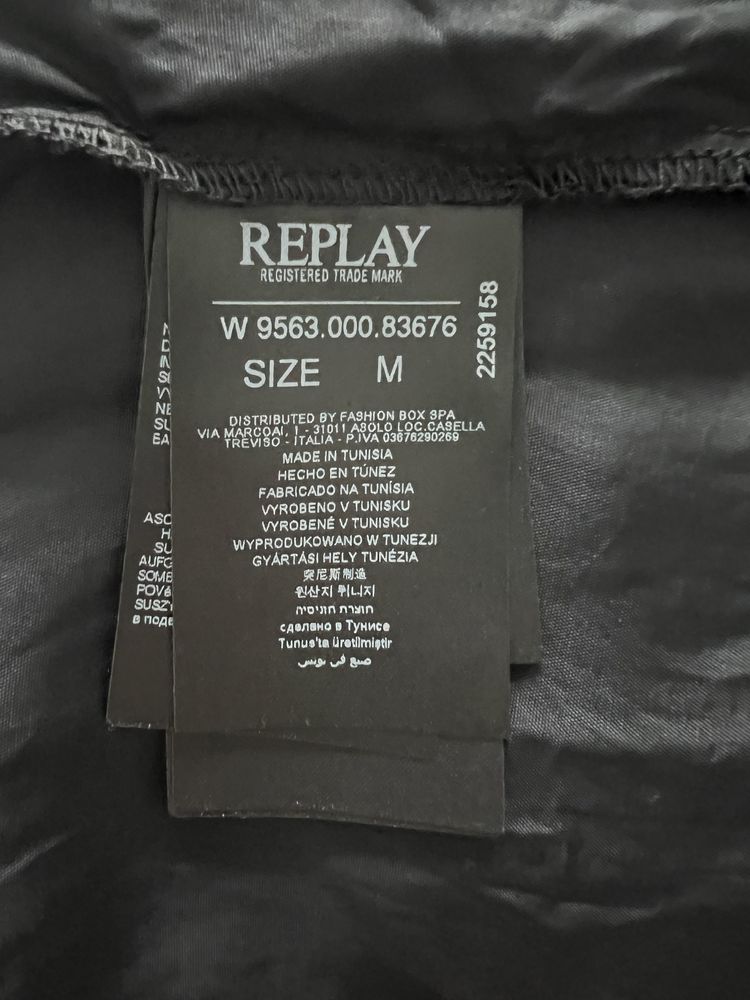 REPLAY
REGISTERED TRADE MARK
W 9563.000.83676
SIZE M
2259158
DISTRIBUTED BY FASHION BOX SPA
VIA MARCOAI, 1 - 31011 ASOLO LOC.CASELLA
TREVISO - ITALIA - P.IVA 03676290269
MADE IN TUNISIA
HECHO EN TÚNEZ
FABRICADO NA TUNÍSIA
VYROBENO V TUNISKU
VYROBENÉ V TUNISKU
WYPRODUKOWANO W TUNEZJI
GYÁRTÁSI HELY TUNÉZIA
突尼斯制造
원산지 튀니지
תוצרת תוניסיה
сделано в Тунисе
Tunus'ta üretilmiştir
صنع في تونس